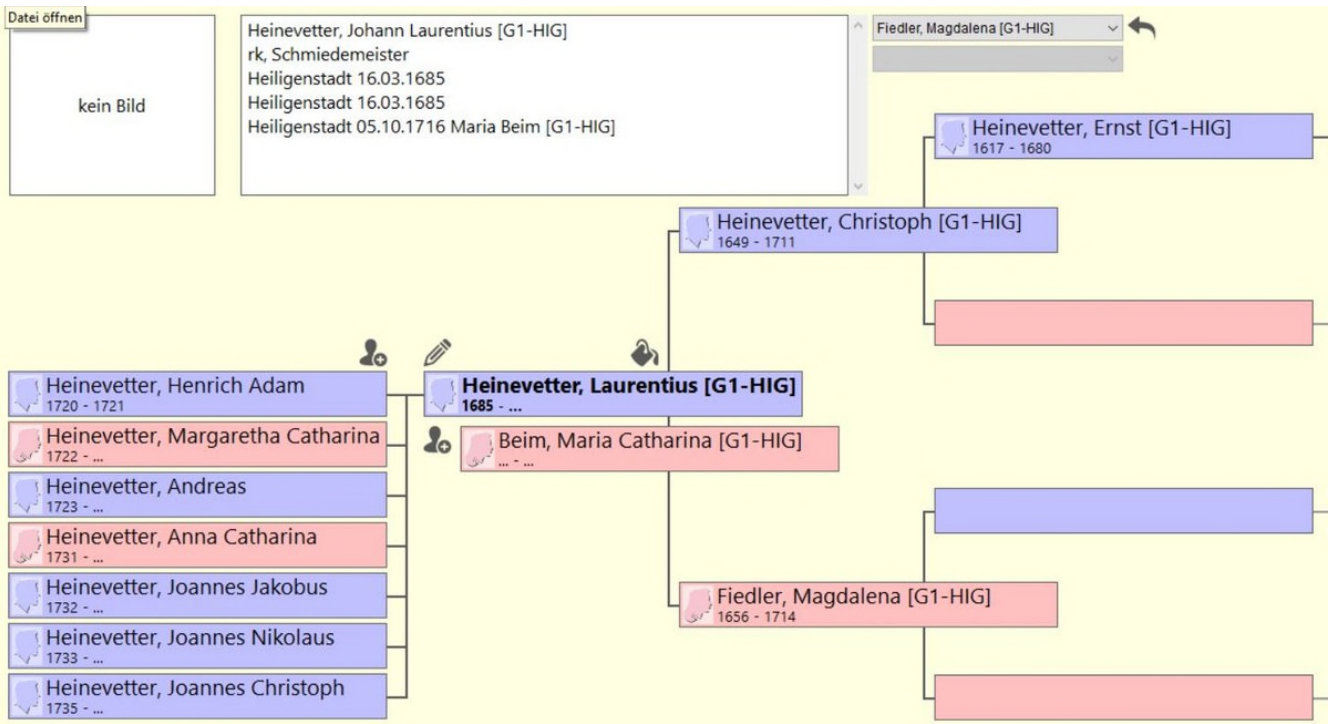 Datei öffnen
kein Bild
Heinevetter, Johann Laurentius [G1-HIG]
rk, Schmiedemeister
Heiligenstadt 16.03.1685
Heiligenstadt 16.03.1685
Heiligenstadt 05.10.1716 Maria Beim [G1-HIG]
Fiedler, Magdalena [G1-HIG]
Heinevetter, Ernst [G1-HIG]
1617 - 1680
Heinevetter, Christoph [G1-HIG]
1649 - 1711
Heinevetter, Henrich Adam
1720 - 1721
Heinevetter, Margaretha Catharina
1722 - ...
Heinevetter, Andreas
1723 - ...
Heinevetter, Anna Catharina
1731 - ...
Heinevetter, Joannes Jakobus
1732 - ...
Heinevetter, Joannes Nikolaus
1733 - ...
Heinevetter, Joannes Christoph
1735 - ...
Heinevetter, Laurentius [G1-HIG]
1685 - ...
Beim, Maria Catharina [G1-HIG]
... - ...
Fiedler, Magdalena [G1-HIG]
1656 - 1714